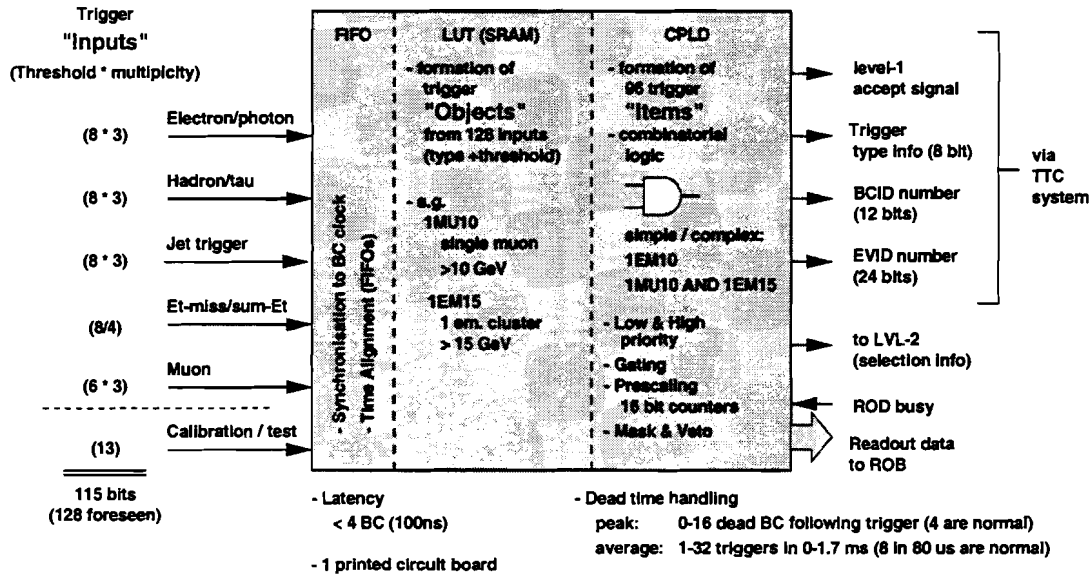 Trigger
"Inputs"
(Threshold * multipicity)
Electron/photon
(8 * 3)
Hadron/tau
(8 * 3)
Jet trigger
(8 * 3)
Et-miss/sum-Et
(8/4)
Muon
(6 * 3)
Calibration / test
(13)
115 bits
(128 foreseen)
FIFO
- Synchronisation to BC clock
- Time Alignment (FIFOs)
LUT (SRAM)
- formation of
trigger
"Objects"
from 128 inputs
(type +threshold)
- e.g.
1MU10
single muon
>10 GeV
1EM15
1 em. cluster
> 15 GeV
CPLD
- formation of
96 trigger
"Items"
- combinatorial
logic
simple / complex:
1EM10
1MU10 AND 1EM15
- Low & High
priority
- Gating
- Prescaling
16 bit counters
- Mask & Veto
level-1
accept signal
Trigger
type info (8 bit)
BCID number
(12 bits)
EVID number
(24 bits)
via
TTC
system
to LVL-2
(selection info)
ROD busy
Readout data
to ROB
- Latency
< 4 BC (100ns)
- 1 printed circuit board
- Dead time handling
peak: 0-16 dead BC following trigger (4 are normal)
average: 1-32 triggers in 0-1.7 ms (8 in 80 us are normal)